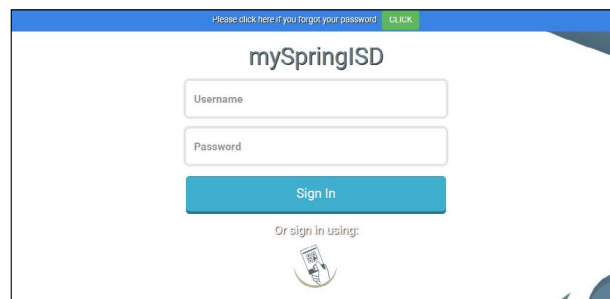 Please click here if you forgot your password CLICK
mySpringISD
Username
Password
Sign In
Or sign in using: